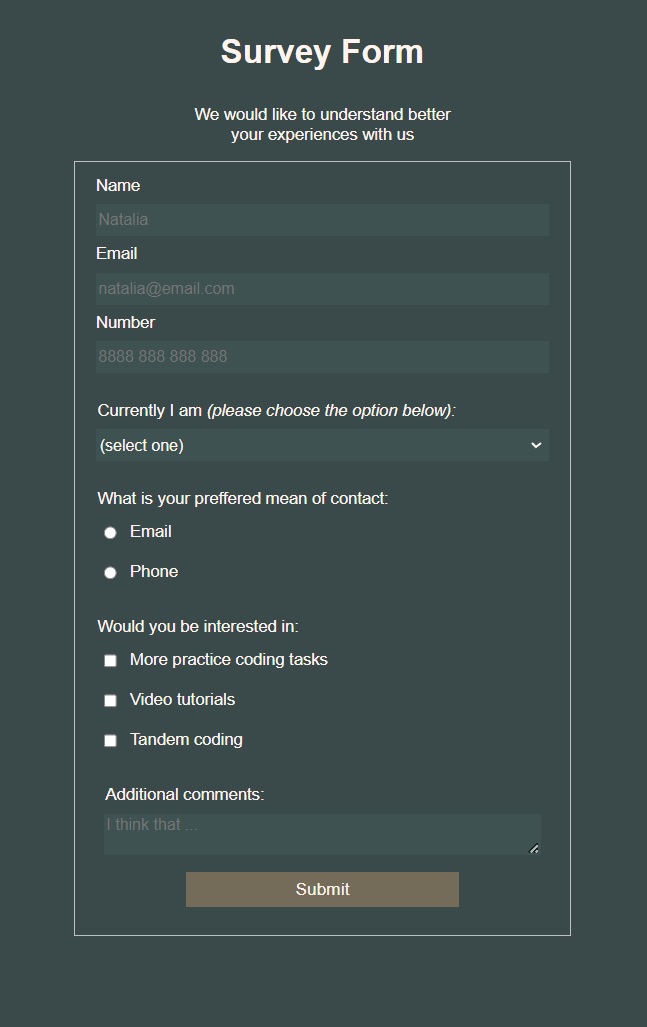 Survey Form
We would like to understand better
your experiences with us
Name
Natalia
Email
natalia@email.com
Number
8888 888 888 888
Currently I am (please choose the option below):
(select one)
What is your preffered mean of contact:
Email
Phone
Would you be interested in:
More practice coding tasks
Video tutorials
Tandem coding
Additional comments:
I think that ...
Submit